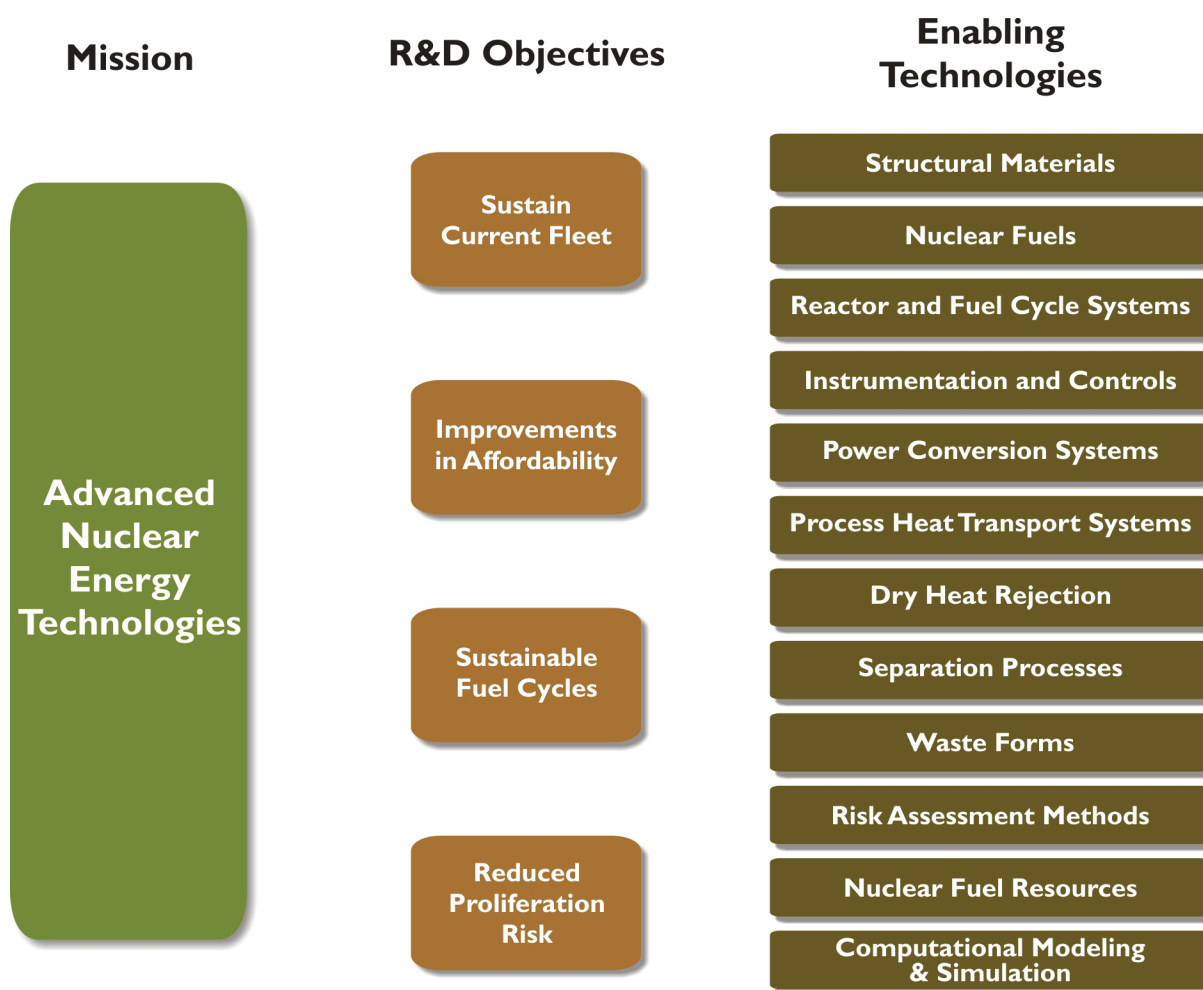 Mission
R&D Objectives
Enabling
Technologies
Advanced
Nuclear
Energy
Technologies
Sustain
Current Fleet
Improvements
in Affordability
Sustainable
Fuel Cycles
Reduced
Proliferation
Risk
Structural Materials
Nuclear Fuels
Reactor and Fuel Cycle Systems
Instrumentation and Controls
Power Conversion Systems
Process Heat Transport Systems
Dry Heat Rejection
Separation Processes
Waste Forms
Risk Assessment Methods
Nuclear Fuel Resources
Computational Modeling
& Simulation